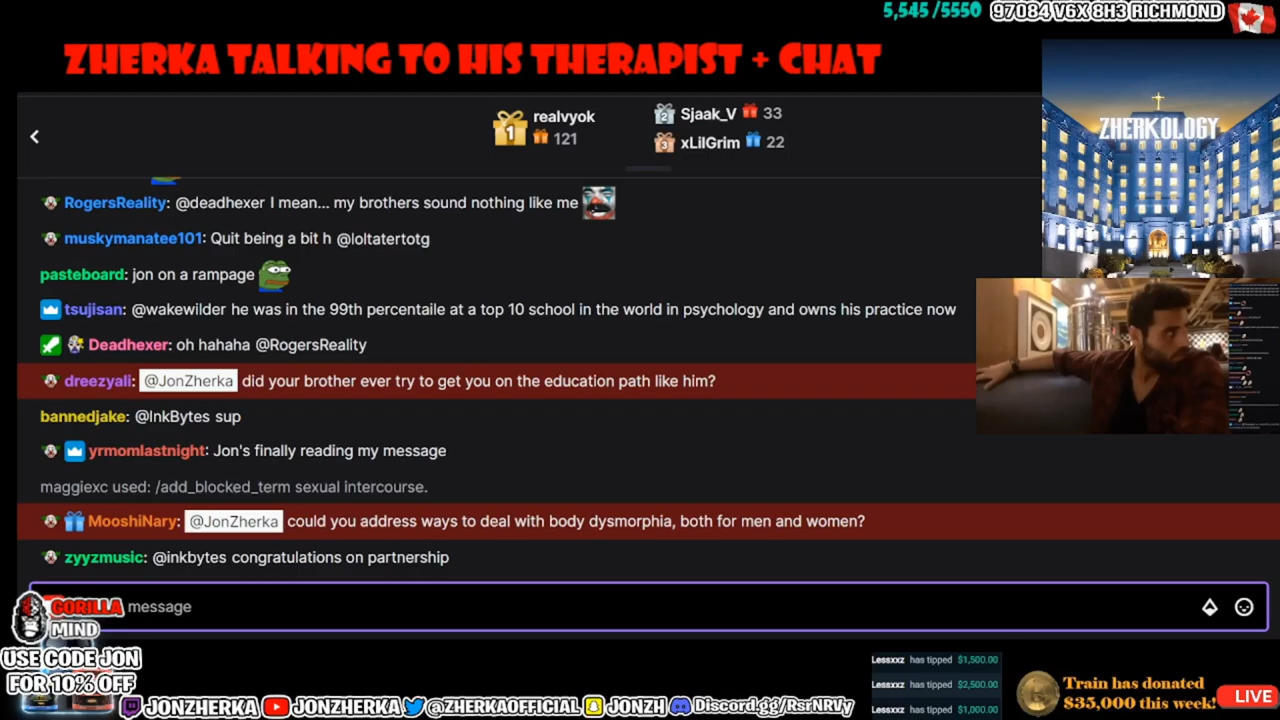 5,545 /5550
97084 V6X 8H3 RICHMOND
ZHERKA TALKING TO HIS THERAPIST + CHAT
1 realvyok
121
2 Sjaak_V 33
3 xLilGrim 22
ZHERKOLOGY
RogersReality: @deadhexer I mean... my brothers sound nothing like me
muskymanatee101: Quit being a bit h @loltatertotg
pasteboard: jon on a rampage
tsujisan: @wakewilder he was in the 99th percentaile at a top 10 school in the world in psychology and owns his practice now
Deadhexer: oh hahaha @RogersReality
dreezyali: @JonZherka did your brother ever try to get you on the education path like him?
bannedjake: @InkBytes sup
yrmomlastnight: Jon's finally reading my message
maggiexc used: /add_blocked_term sexual intercourse.
MooshiNary: @JonZherka could you address ways to deal with body dysmorphia, both for men and women?
zyyzmusic: @inkbytes congratulations on partnership
message
GORILLA
MIND
USE CODE JON
FOR 10% OFF
JONZHERKA JONZHERKA @ZHERKAOFFICIAL JONZH Discord.gg/RsrNRVy
Lessxxz has tipped $1,500.00
Lessxxz has tipped $2,500.00
Lessxxz has tipped $1,000.00
Train has donated
$35,000 this week!
LIVE